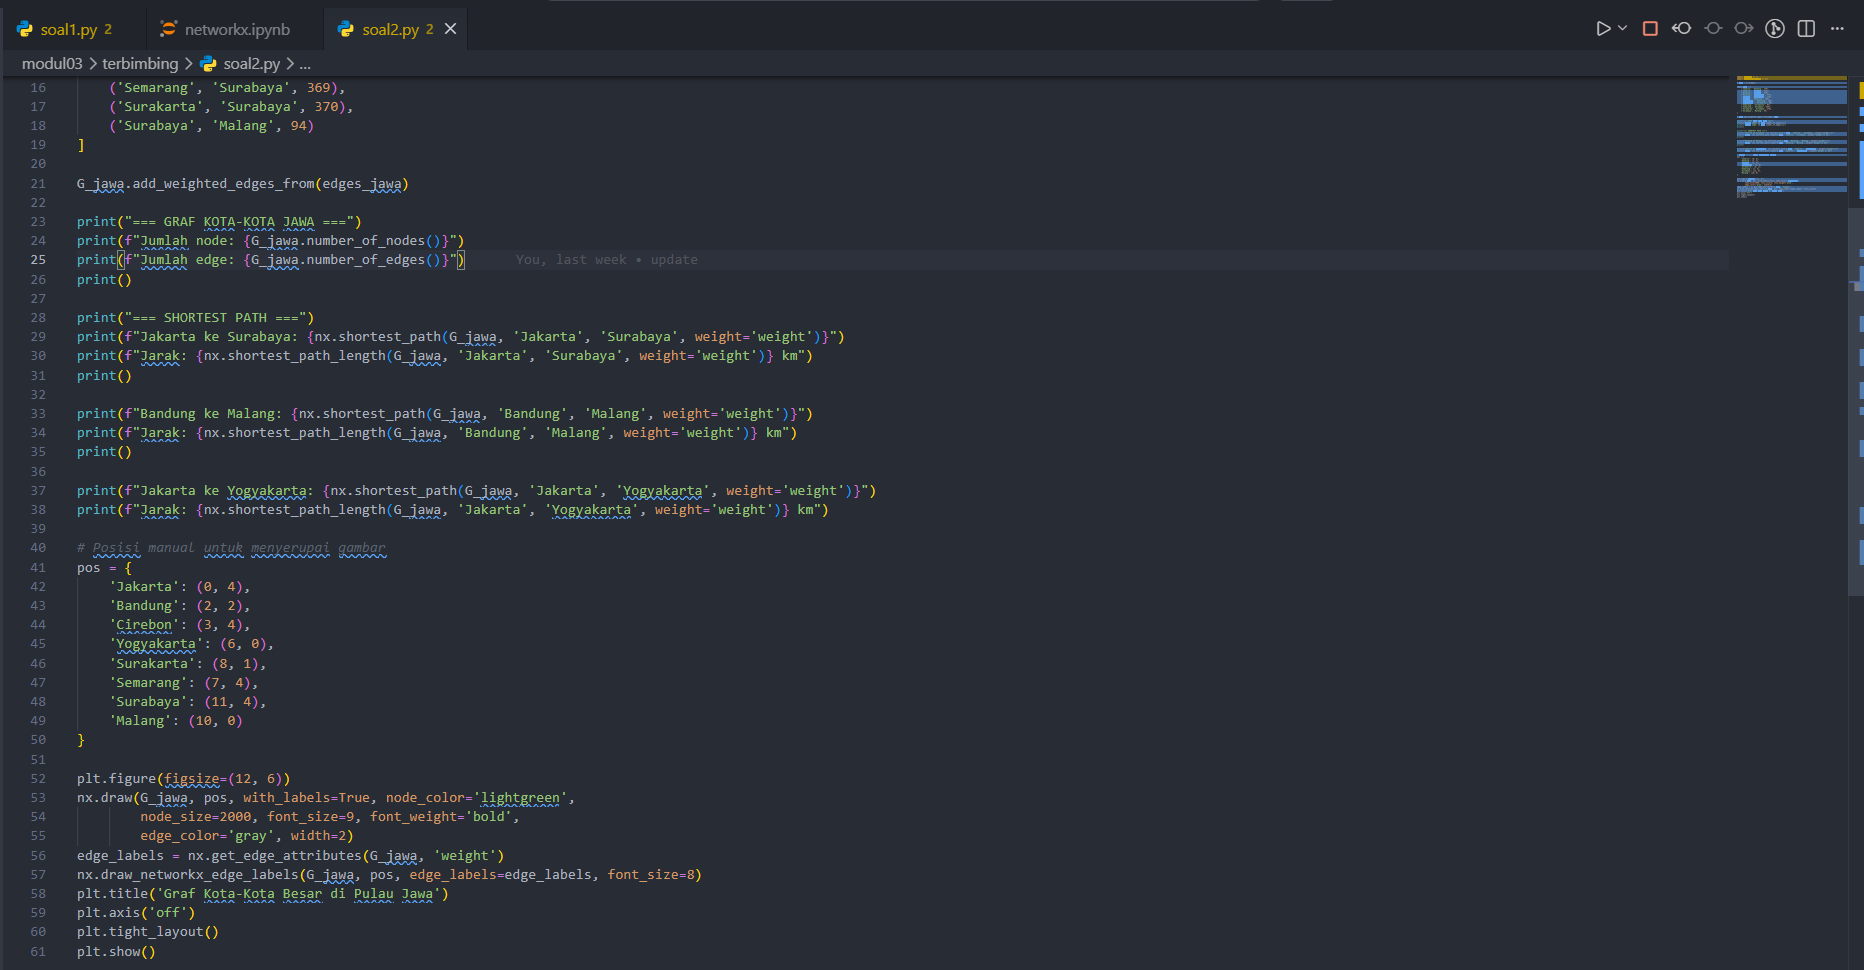 soal1.py 2 networkx.ipynb soal2.py 2
modul03 > terbimbing > soal2.py > ...
16 ('Semarang', 'Surabaya', 369),
17 ('Surakarta', 'Surabaya', 370),
18 ('Surabaya', 'Malang', 94)
19 ]
20
21 G_jawa.add_weighted_edges_from(edges_jawa)
22
23 print("=== GRAF KOTA-KOTA JAWA ===")
24 print(f"Jumlah node: {G_jawa.number_of_nodes()}")
25 print(f"Jumlah edge: {G_jawa.number_of_edges()}") You, last week • update
26 print()
27
28 print("=== SHORTEST PATH ===")
29 print(f"Jakarta ke Surabaya: {nx.shortest_path(G_jawa, 'Jakarta', 'Surabaya', weight='weight')}")
30 print(f"Jarak: {nx.shortest_path_length(G_jawa, 'Jakarta', 'Surabaya', weight='weight')} km")
31 print()
32
33 print(f"Bandung ke Malang: {nx.shortest_path(G_jawa, 'Bandung', 'Malang', weight='weight')}")
34 print(f"Jarak: {nx.shortest_path_length(G_jawa, 'Bandung', 'Malang', weight='weight')} km")
35 print()
36
37 print(f"Jakarta ke Yogyakarta: {nx.shortest_path(G_jawa, 'Jakarta', 'Yogyakarta', weight='weight')}")
38 print(f"Jarak: {nx.shortest_path_length(G_jawa, 'Jakarta', 'Yogyakarta', weight='weight')} km")
39
40 # Posisi manual untuk menyerupai gambar
41 pos = {
42 'Jakarta': (0, 4),
43 'Bandung': (2, 2),
44 'Cirebon': (3, 4),
45 'Yogyakarta': (6, 0),
46 'Surakarta': (8, 1),
47 'Semarang': (7, 4),
48 'Surabaya': (11, 4),
49 'Malang': (10, 0)
50 }
51
52 plt.figure(figsize=(12, 6))
53 nx.draw(G_jawa, pos, with_labels=True, node_color='lightgreen',
54 node_size=2000, font_size=9, font_weight='bold',
55 edge_color='gray', width=2)
56 edge_labels = nx.get_edge_attributes(G_jawa, 'weight')
57 nx.draw_networkx_edge_labels(G_jawa, pos, edge_labels=edge_labels, font_size=8)
58 plt.title('Graf Kota-Kota Besar di Pulau Jawa')
59 plt.axis('off')
60 plt.tight_layout()
61 plt.show()